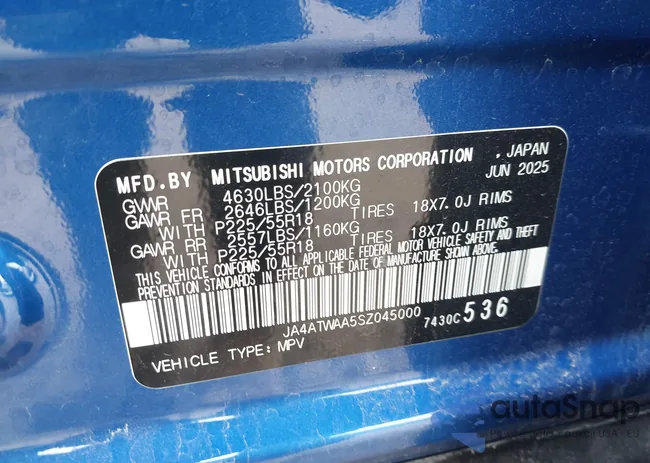 MFD.BY MITSUBISHI MOTORS CORPORATION , JAPAN
JUN 2025
GVWR 4630LBS/2100KG
GAWR FR 2646LBS/1200KG
WITH P225/55R18 TIRES 18X7.0J RIMS
GAWR RR 2557LBS/1160KG
WITH P225/55R18 TIRES 18X7.0J RIMS
THIS VEHICLE CONFORMS TO ALL APPLICABLE FEDERAL MOTOR VEHICLE SAFETY AND THEFT
PREVENTION STANDARDS IN EFFECT ON THE DATE OF MANUFACTURE SHOWN ABOVE.
JA4ATWAA5SZ045000 7430C 536
VEHICLE TYPE: MPV
autoSnap